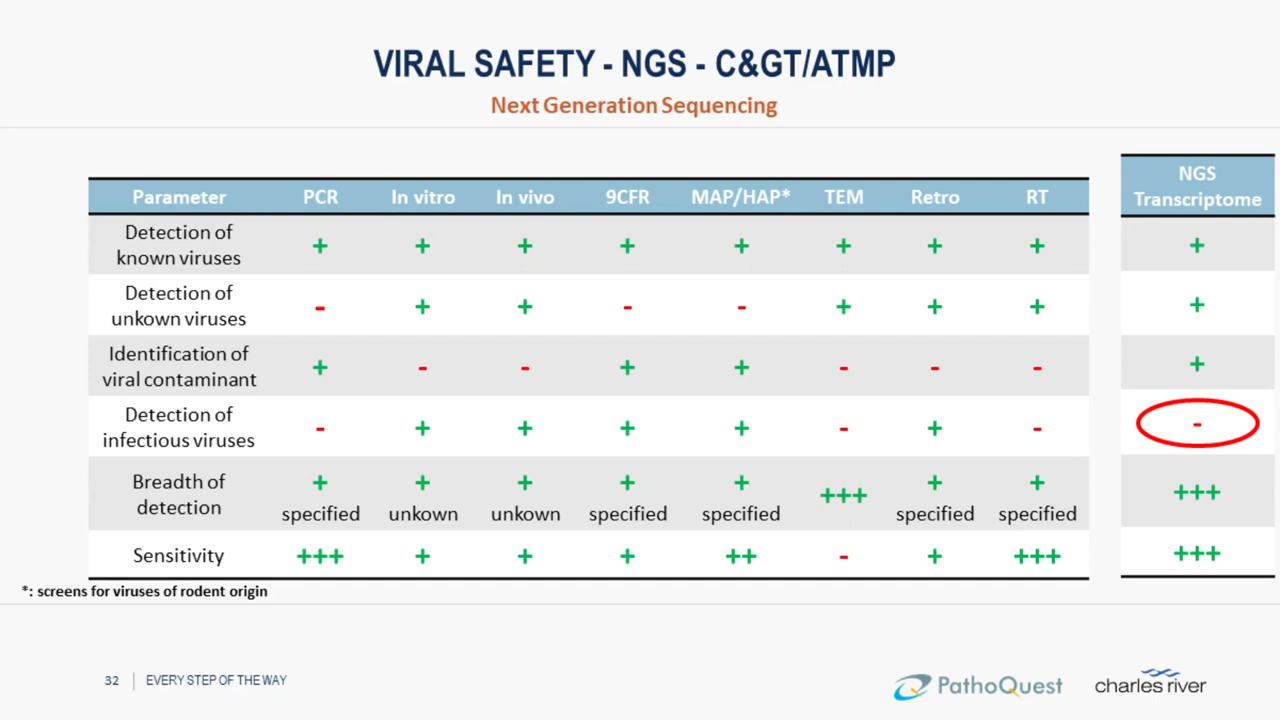 VIRAL SAFETY - NGS - C&GT/ATMP
Next Generation Sequencing
Parameter PCR In vitro In vivo 9CFR MAP/HAP* TEM Retro RT NGS Transcriptome
Detection of known viruses + + + + + + + + +
Detection of unkown viruses - + + - - + + + +
Identification of viral contaminant + - - + + - - - +
Detection of infectious viruses - + + + + - + - -
Breadth of detection + specified + unkown + unkown + specified + specified +++ + specified + specified +++
Sensitivity +++ + + + ++ - + +++ +++
*: screens for viruses of rodent origin
32 EVERY STEP OF THE WAY
PathoQuest
charles river